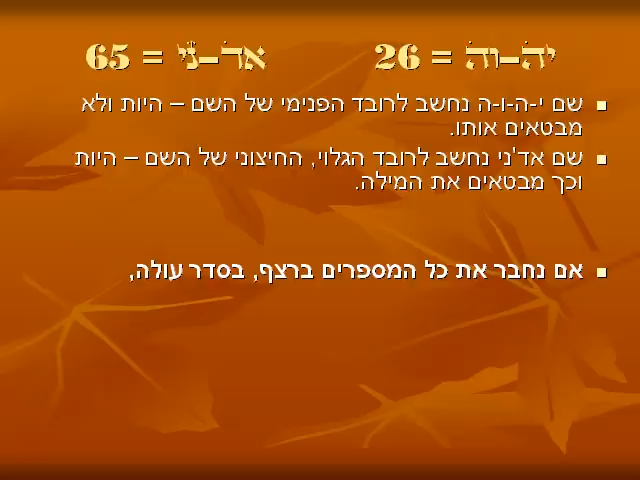 יה-וה = 26 אד-ני = 65
שם י-ה-ו-ה נחשב לרובד הפנימי של השם – היות ולא
מבטאים אותו.
שם אד'ני נחשב לרובד הגלוי, החיצוני של השם – היות
וכך מבטאים את המילה.
אם נחבר את כל המספרים ברצף, בסדר עולה,